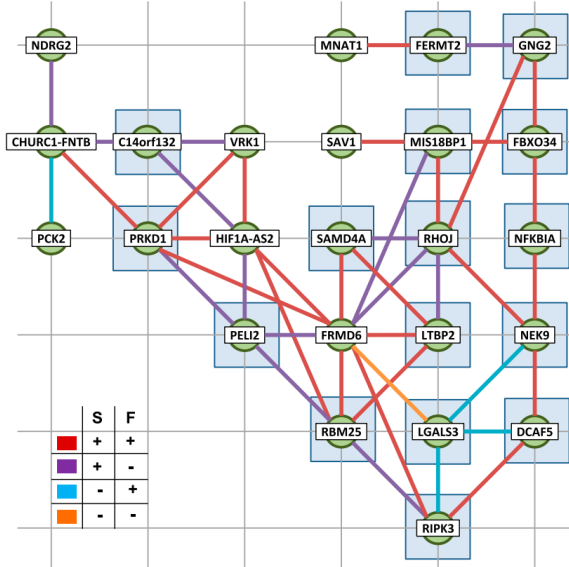 NDRG2 MNAT1 FERMT2 GNG2
CHURC1-FNTB C14orf132 VRK1 SAV1 MIS18BP1 FBXO34
PCK2 PRKD1 HIF1A-AS2 SAMD4A RHOJ NFKBIA
PELI2 FRMD6 LTBP2 NEK9
RBM25 LGALS3 DCAF5
S F
+ +
+ -
- +
- -
RIPK3